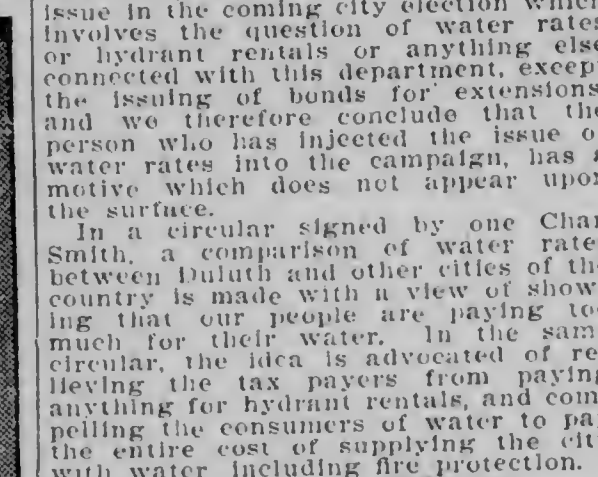 issue in the coming city election which
involves the question of water rates
or hydrant rentals or anything else
connected with this department, excep
the issuing of bonds for extensions
and we therefore conclude that the
person who has injected the issue o
water rates into the campaign, has a
motive which does not appear upon
the surface.
In a circular signed by one Char
Smith, a comparison of water rate
between Duluth and other cities of th
country is made with a view of show
ing that our people are paying to
much for their water. In the sam
circular, the idea is advocated of re
lieving the tax payers from paying
anything for hydrant rentals, and com
pelling the consumers of water to pa
the entire cost of supplying the cit
with water including fire protection.